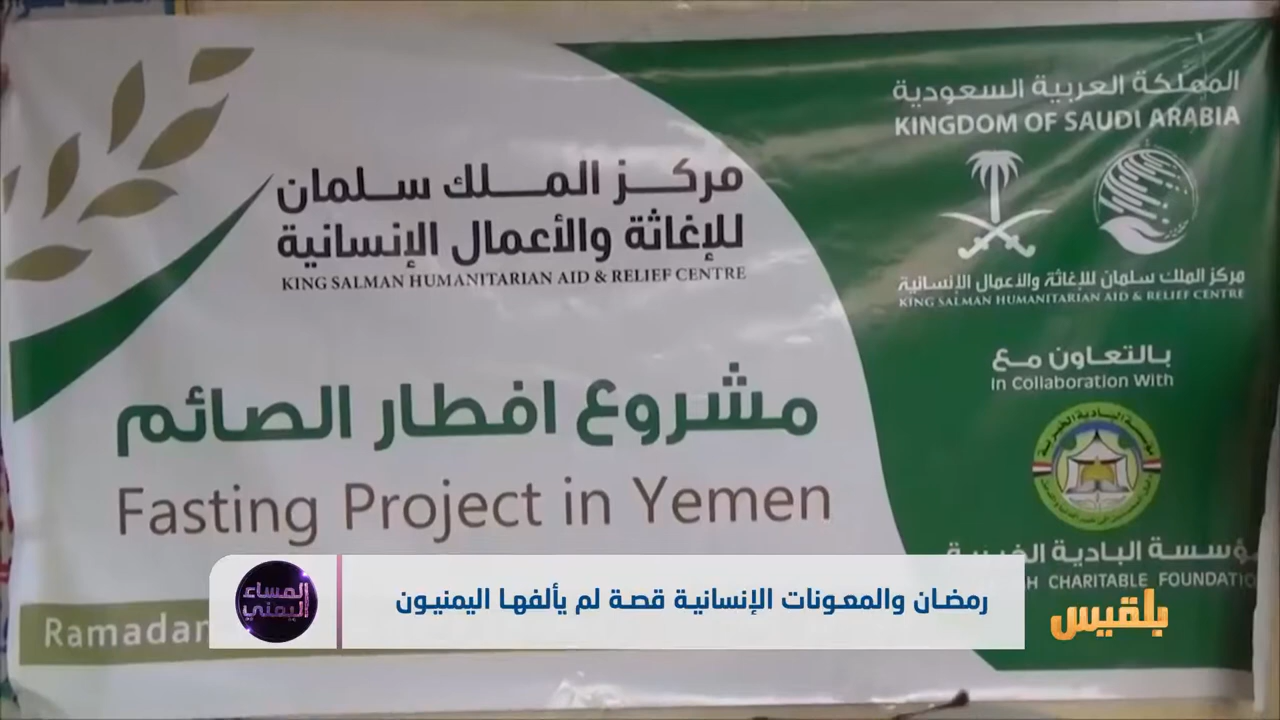 مركز الملك سلمان
للإغاثة والأعمال الإنسانية
KING SALMAN HUMANITARIAN AID & RELIEF CENTRE
مشروع افطار الصائم
Fasting Project in Yemen
المملكة العربية السعودية
KINGDOM OF SAUDI ARABIA
مركز الملك سلمان للإغاثة والأعمال الإنسانية
KING SALMAN HUMANITARIAN AID & RELIEF CENTRE
بالتعاون مع
In Collaboration With
مؤسسة البادية الخيرية
CHARITABLE FOUNDATIO
رمضان والمعونات الإنسانية قصة لم يألفها اليمنيون
المساء
اليمني
بلقيس